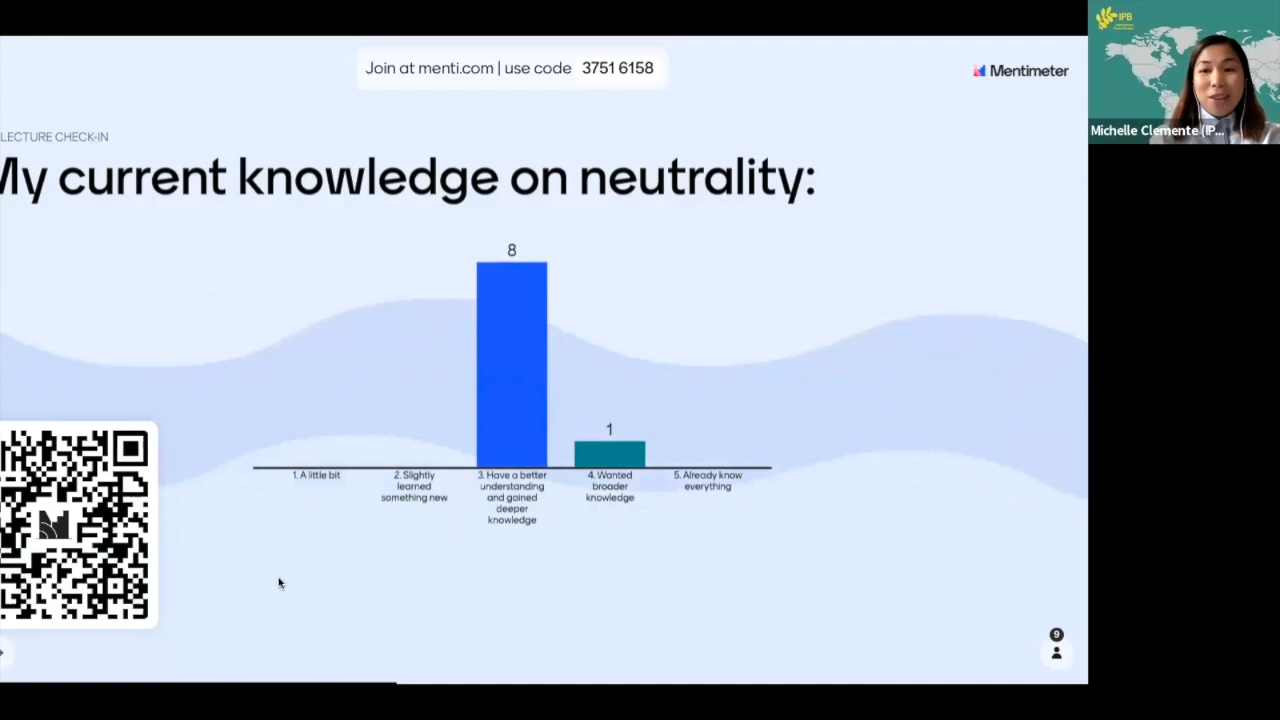 Join at menti.com | use code 3751 6158
Mentimeter
IPB
Michelle Clemente (IP...
LECTURE CHECK-IN
My current knowledge on neutrality:
8
1
1. A little bit
2. Slightly
learned
something new
3. Have a better
understanding
and gained
deeper
knowledge
4. Wanted
broader
knowledge
5. Already know
everything
9